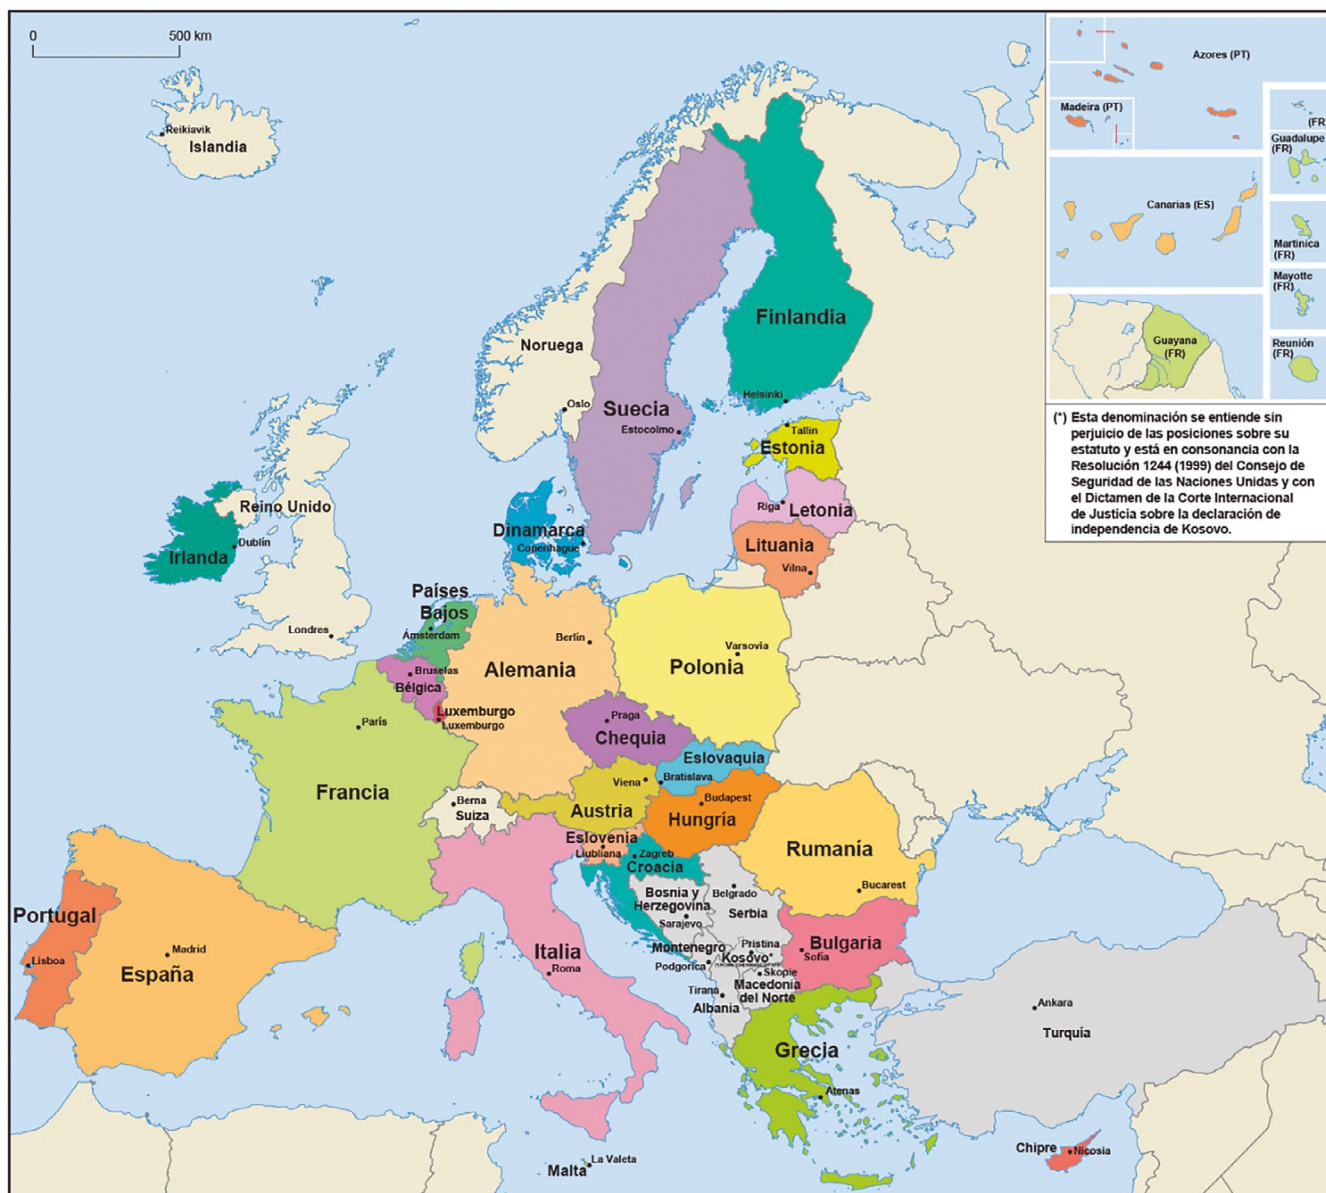 0 500 km
Azores (PT)
Madeira (PT)
(FR)
Guadalupe
(FR)
Canarias (ES)
Martinica
(FR)
Mayotte
(FR)
Guayana
(FR)
Reunión
(FR)
(*) Esta denominación se entiende sin
perjuicio de las posiciones sobre su
estatuto y está en consonancia con la
Resolución 1244 (1999) del Consejo de
Seguridad de las Naciones Unidas y con
el Dictamen de la Corte Internacional
de Justicia sobre la declaración de
independencia de Kosovo.
Reikiavik
Islandia
Finlandia
Noruega
Helsinki
Oslo
Suecia
Estocolmo
Tallin
Estonia
Reino Unido
Riga
Letonia
Dinamarca
Copenhague
Dublín
Irlanda
Lituania
Vilna
Países
Bajos
Ámsterdam
Londres
Berlín
Varsovia
Alemania
Polonia
Bruselas
Bélgica
Luxemburgo
Luxemburgo
París
Praga
Chequia
Eslovaquia
Bratislava
Viena
Francia
Berna
Suiza
Austria
Budapest
Hungría
Eslovenia
Liubliana
Zagreb
Croacia
Rumanía
Bucarest
Bosnia y
Herzegovina
Sarajevo
Belgrado
Serbia
Portugal
Lisboa
Madrid
España
Italia
Roma
Montenegro
Podgorica
Pristina
Kosovo*
Bulgaria
Sofía
Skopie
Macedonia
del Norte
Tirana
Albania
Ankara
Turquía
Grecia
Atenas
Chipre
Nicosia
La Valeta
Malta